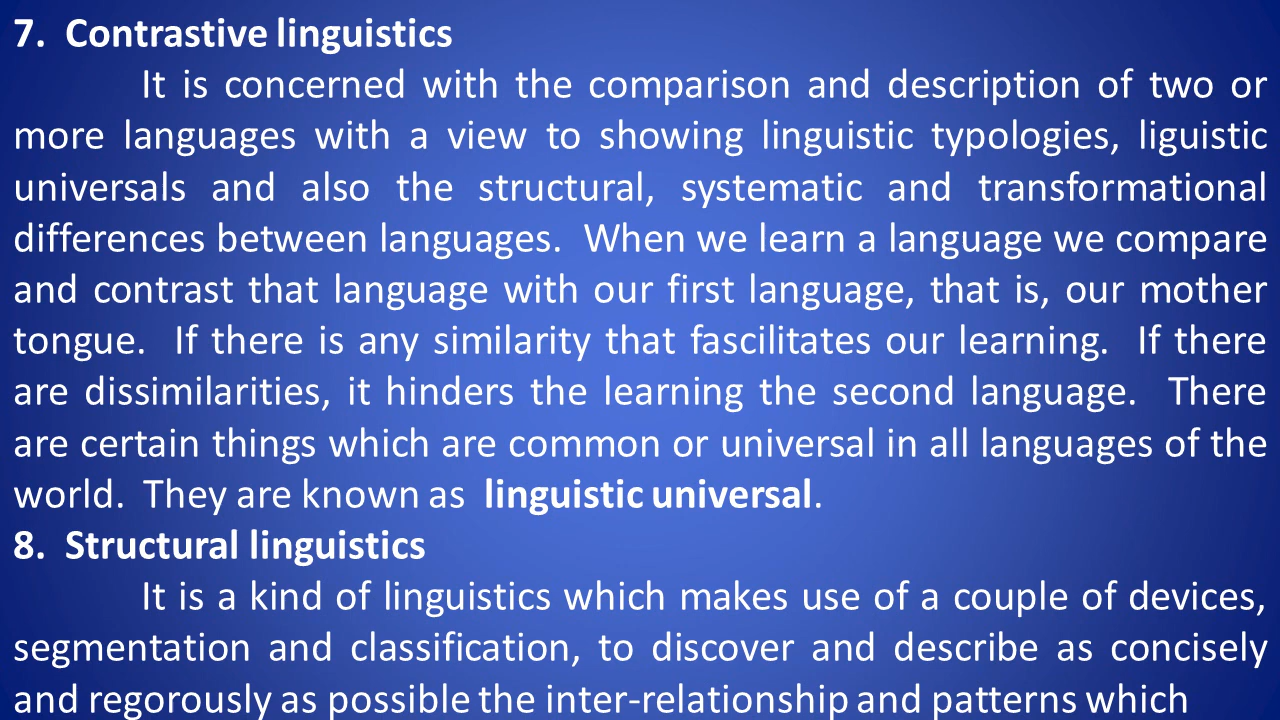 7.  Contrastive linguistics
It is concerned with the comparison and description of two or
more languages with a view to showing linguistic typologies, liguistic
universals and also the structural, systematic and transformational
differences between languages.  When we learn a language we compare
and contrast that language with our first language, that is, our mother
tongue.  If there is any similarity that fascilitates our learning.  If there
are dissimilarities, it hinders the learning the second language.  There
are certain things which are common or universal in all languages of the
world.  They are known as  linguistic universal.
8.  Structural linguistics
It is a kind of linguistics which makes use of a couple of devices,
segmentation and classification, to discover and describe as concisely
and regorously as possible the inter-relationship and patterns which